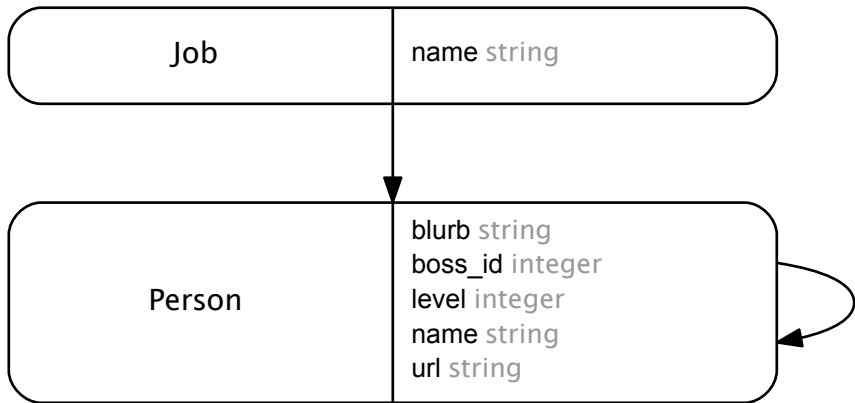 Job
name string
Person
blurb string
boss_id integer
level integer
name string
url string